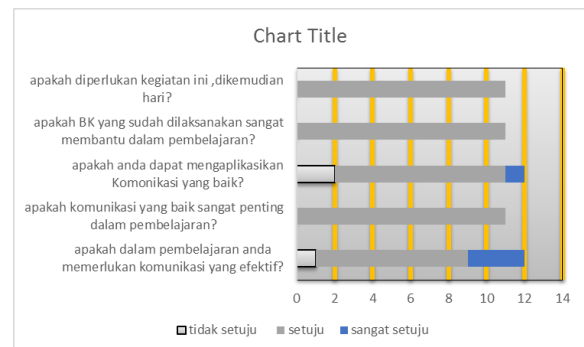 Chart Title
apakah diperlukan kegiatan ini ,dikemudian
hari?
apakah BK yang sudah dilaksanakan sangat
membantu dalam pembelajaran?
apakah anda dapat mengaplikasikan
Komonikasi yang baik?
apakah komunikasi yang baik sangat penting
dalam pembelajaran?
apakah dalam pembelajaran anda
memerlukan komunikasi yang efektif?
0 2 4 6 8 10 12 14
tidak setuju setuju sangat setuju